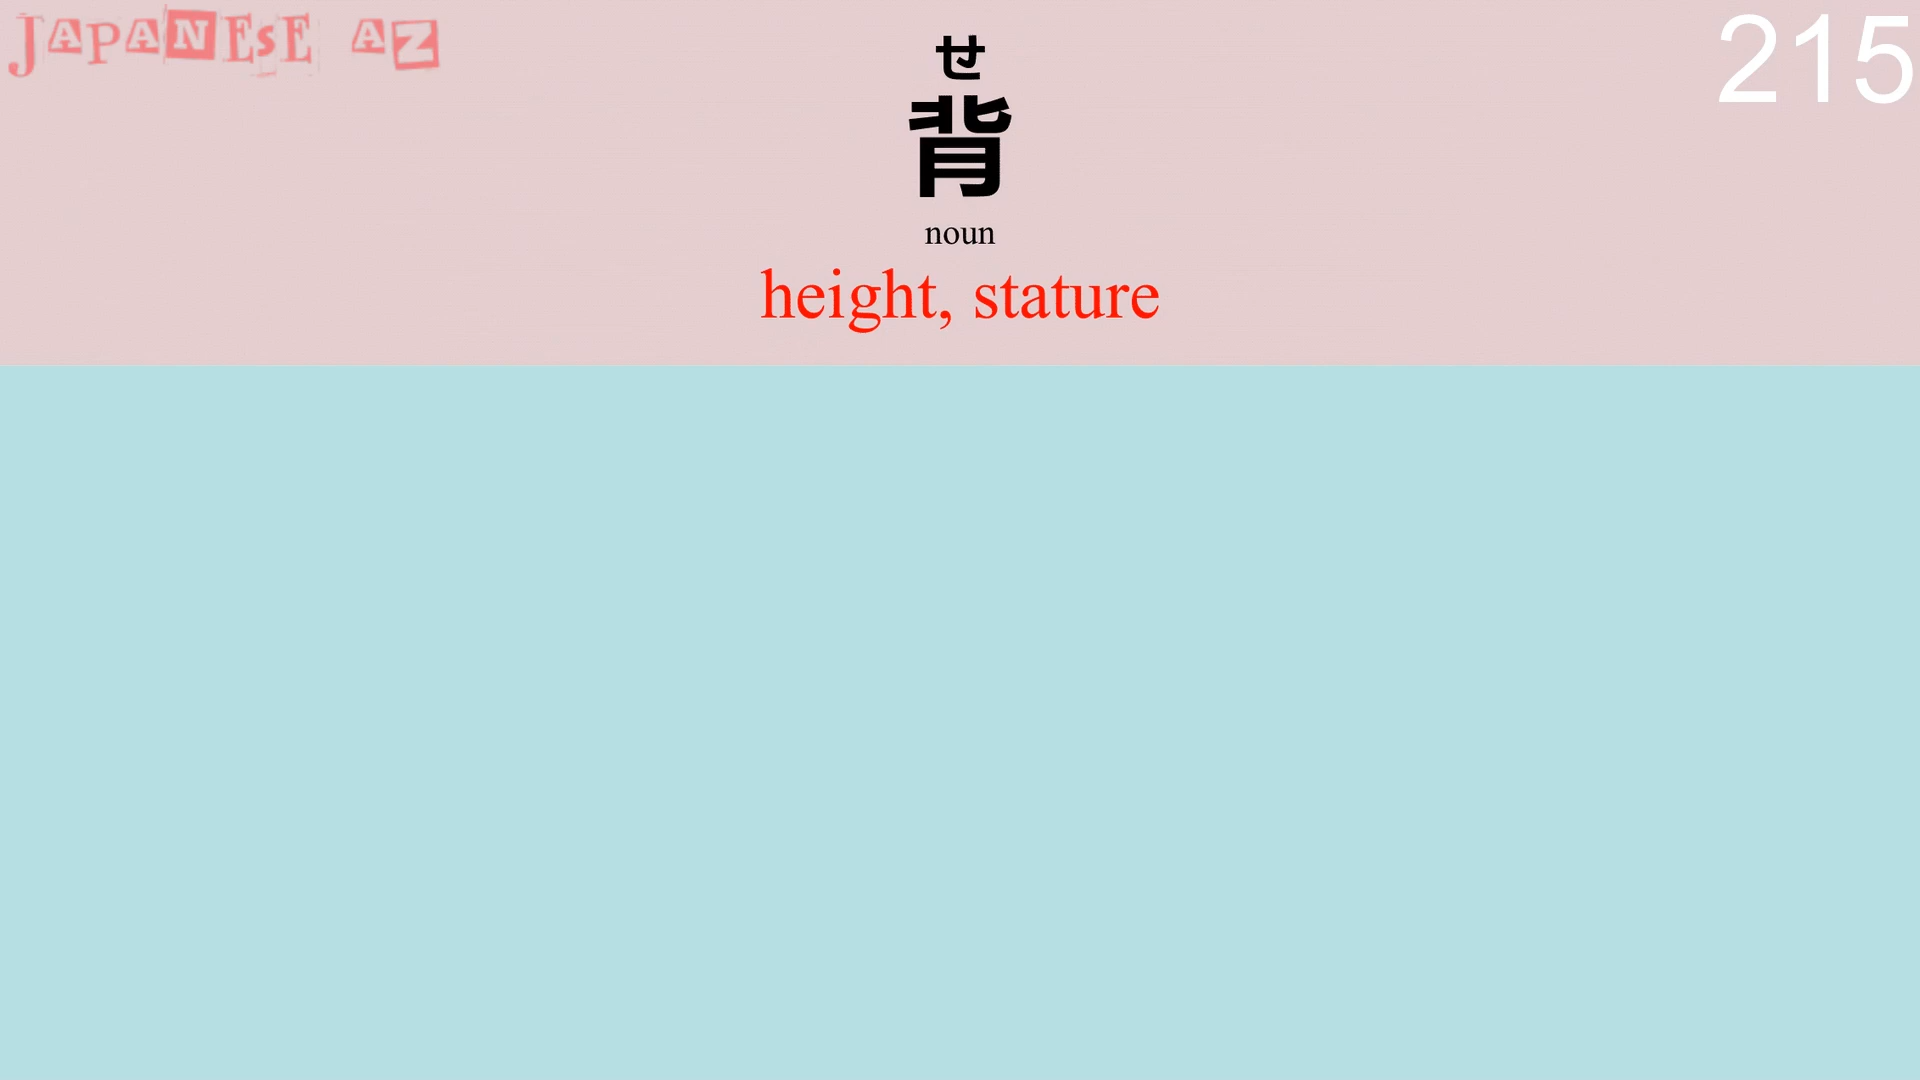 JAPANESE AZ
215
せ
背
noun
height, stature